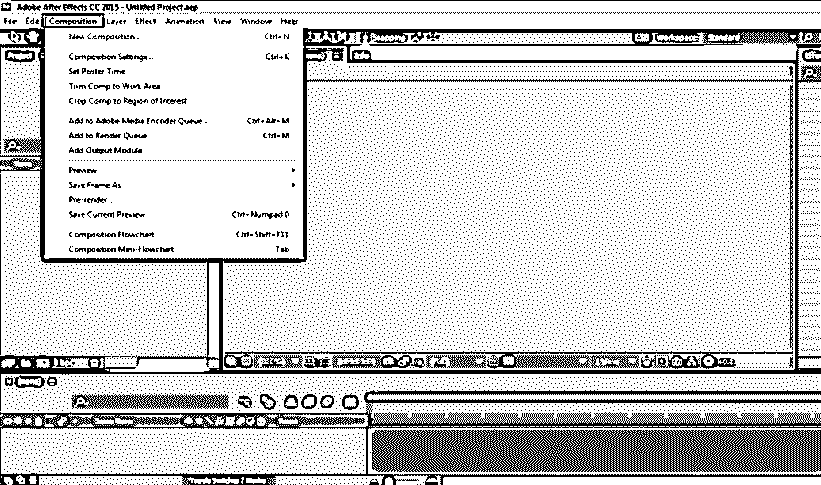 Adobe After Effects CC 2015 - Untitled Project.aep
File Edit Composition Layer Effect Animation View Window Help
New Composition... Ctrl+N
Snapping
Workspace: Standard
Project
Composition Settings... Ctrl+K
Set Poster Time
Trim Comp to Work Area
Crop Comp to Region of Interest
Add to Adobe Media Encoder Queue... Ctrl+Alt+M
Add to Render Queue Ctrl+M
Add Output Module
Preview
Save Frame As
Pre-render...
Save Current Preview Ctrl+Numpad 0
Composition Flowchart Ctrl+Shift+F11
Composition Mini-Flowchart Tab
Toggle Switches / Modes